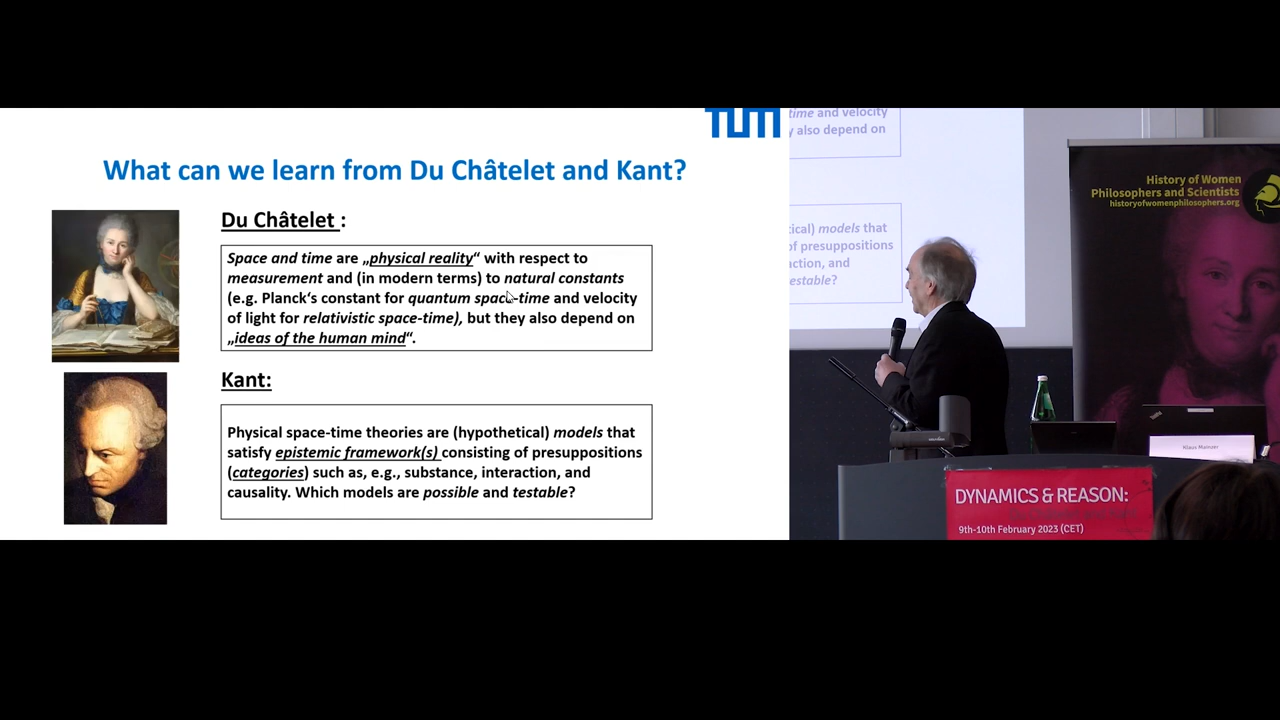 TUM
What can we learn from Du Châtelet and Kant?
Du Châtelet :
Space and time are „physical reality“ with respect to
measurement and (in modern terms) to natural constants
(e.g. Planck‘s constant for quantum space-time and velocity
of light for relativistic space-time), but they also depend on
„ideas of the human mind“.
Kant:
Physical space-time theories are (hypothetical) models that
satisfy epistemic framework(s) consisting of presuppositions
(categories) such as, e.g., substance, interaction, and
causality. Which models are possible and testable?
time and velocity
y also depend on
tical) models that
of presuppositions
action, and
estable?
History of Women
Philosophers and Scientists
historyofwomenphilosophers.org
Klaus Mainzer
DYNAMICS & REASON:
9th-10th February 2023 (CET)